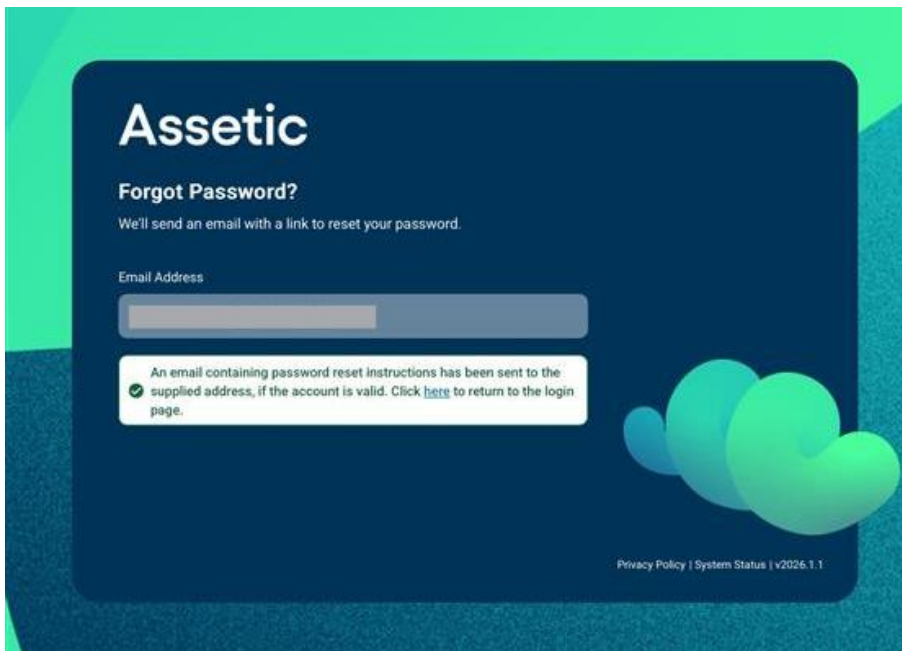 Assetic
Forgot Password?
We'll send an email with a link to reset your password.
Email Address
An email containing password reset instructions has been sent to the
supplied address, if the account is valid. Click here to return to the login
page.
Privacy Policy | System Status | v2026.1.1